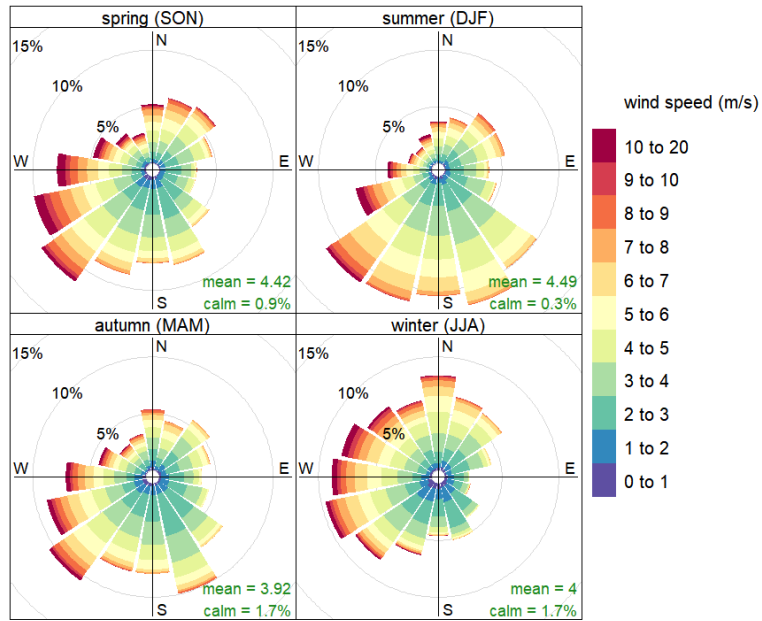 spring (SON)
15%
10%
5%
N
W
E
S
mean = 4.42
calm = 0.9%
summer (DJF)
15%
10%
5%
N
W
E
S
mean = 4.49
calm = 0.3%
autumn (MAM)
15%
10%
5%
N
W
E
S
mean = 3.92
calm = 1.7%
winter (JJA)
15%
10%
5%
N
W
E
S
mean = 4
calm = 1.7%
wind speed (m/s)
10 to 20
9 to 10
8 to 9
7 to 8
6 to 7
5 to 6
4 to 5
3 to 4
2 to 3
1 to 2
0 to 1